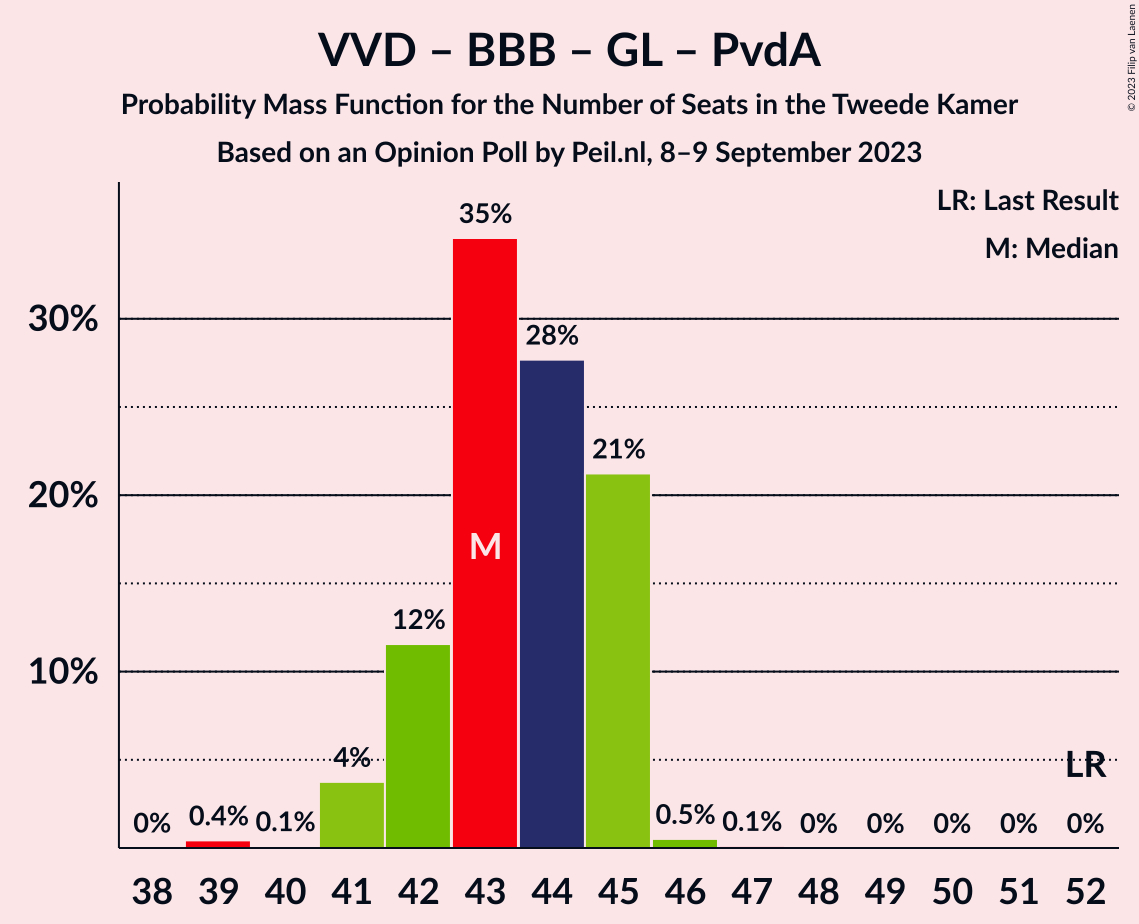 VVD – BBB – GL – PvdA
Probability Mass Function for the Number of Seats in the Tweede Kamer
Based on an Opinion Poll by Peil.nl, 8–9 September 2023
© 2023 Filip van Laenen
LR: Last Result
M: Median
30%
20%
10%
0% 0.4% 0.1% 4% 12% 35% 28% 21% 0.5% 0.1% 0% 0% 0% 0% 0%
M
LR
38 39 40 41 42 43 44 45 46 47 48 49 50 51 52